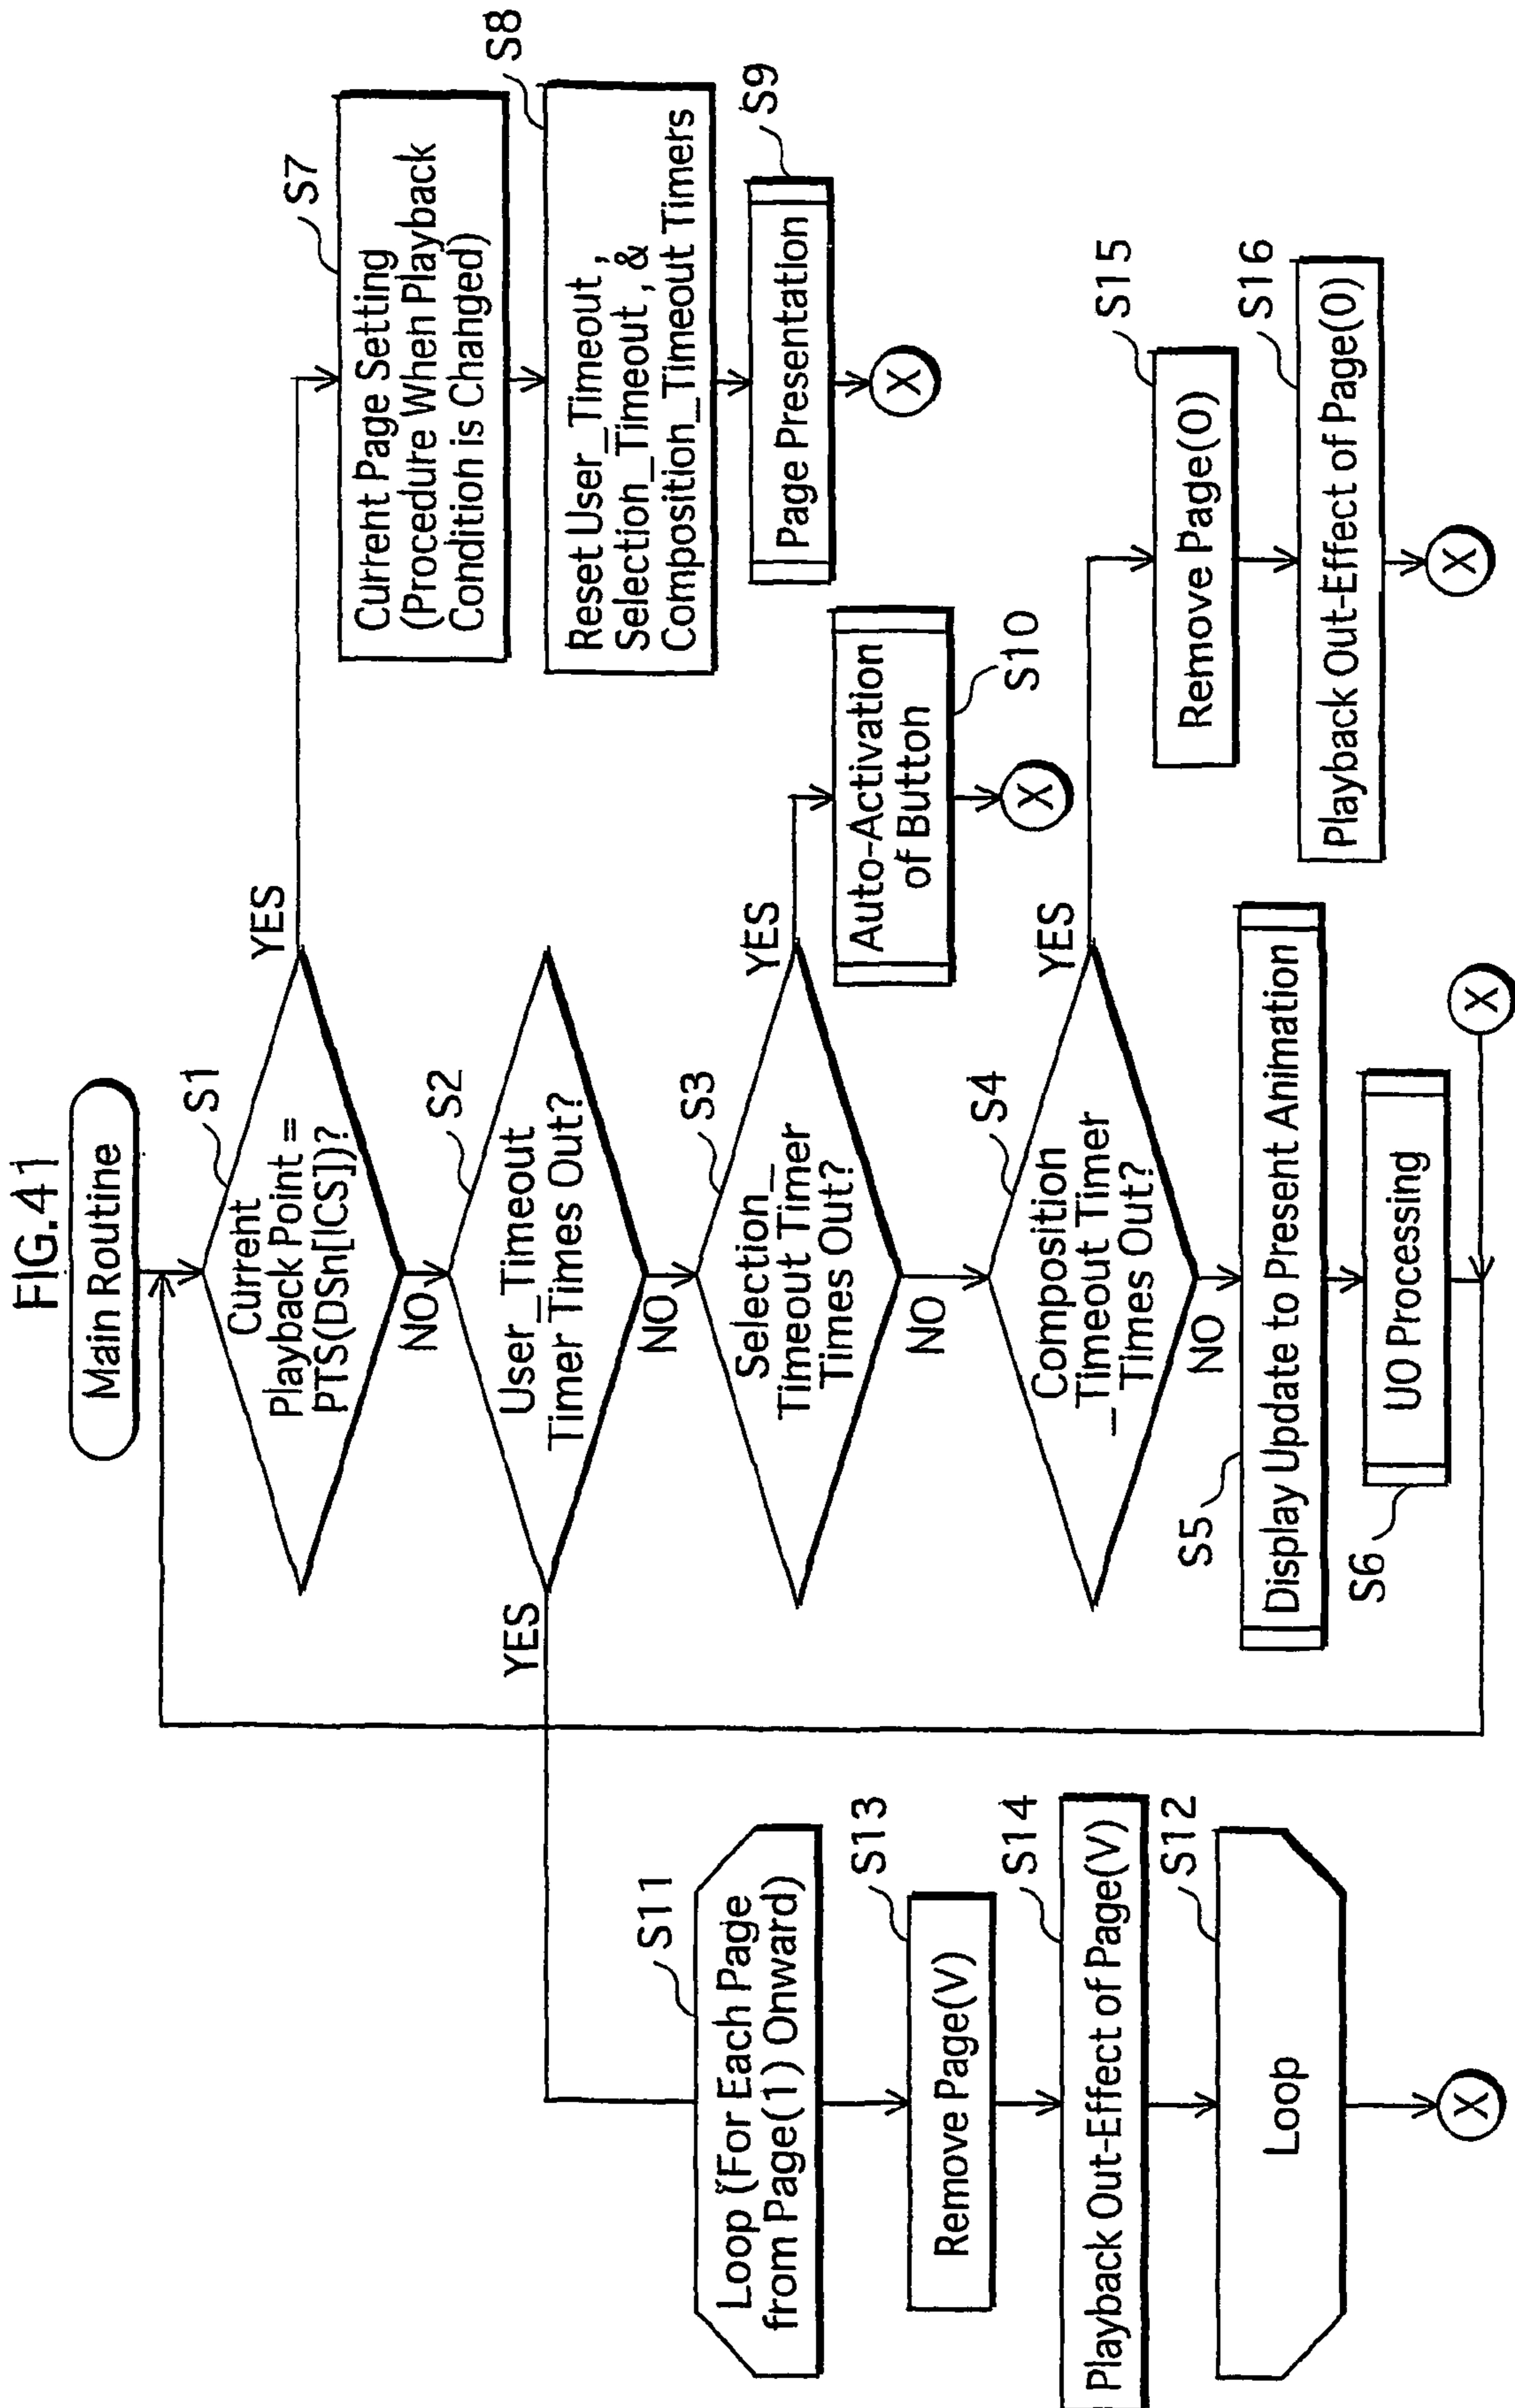 FIG.41
Main Routine
S1
Current
Playback Point =
PTS(DSn[ICS])?
YES
NO
S2
User_Timeout
Timer Times Out?
YES
NO
S3
Selection_
Timeout Timer
Times Out?
YES
NO
S4
Composition
_Timeout Timer
Times Out?
YES
NO
S5
Display Update to Present Animation
S6
UO Processing
X
S7
Current Page Setting
(Procedure When Playback
Condition is Changed)
S8
Reset User_Timeout,
Selection_Timeout, &
Composition_Timeout Timers
S9
Page Presentation
X
Auto-Activation
of Button
S10
X
S15
Remove Page(0)
S16
Playback Out-Effect of Page(0)
X
S11
Loop (For Each Page
from Page(1) Onward)
S13
Remove Page(V)
S14
Playback Out-Effect of Page(V)
S12
Loop
X